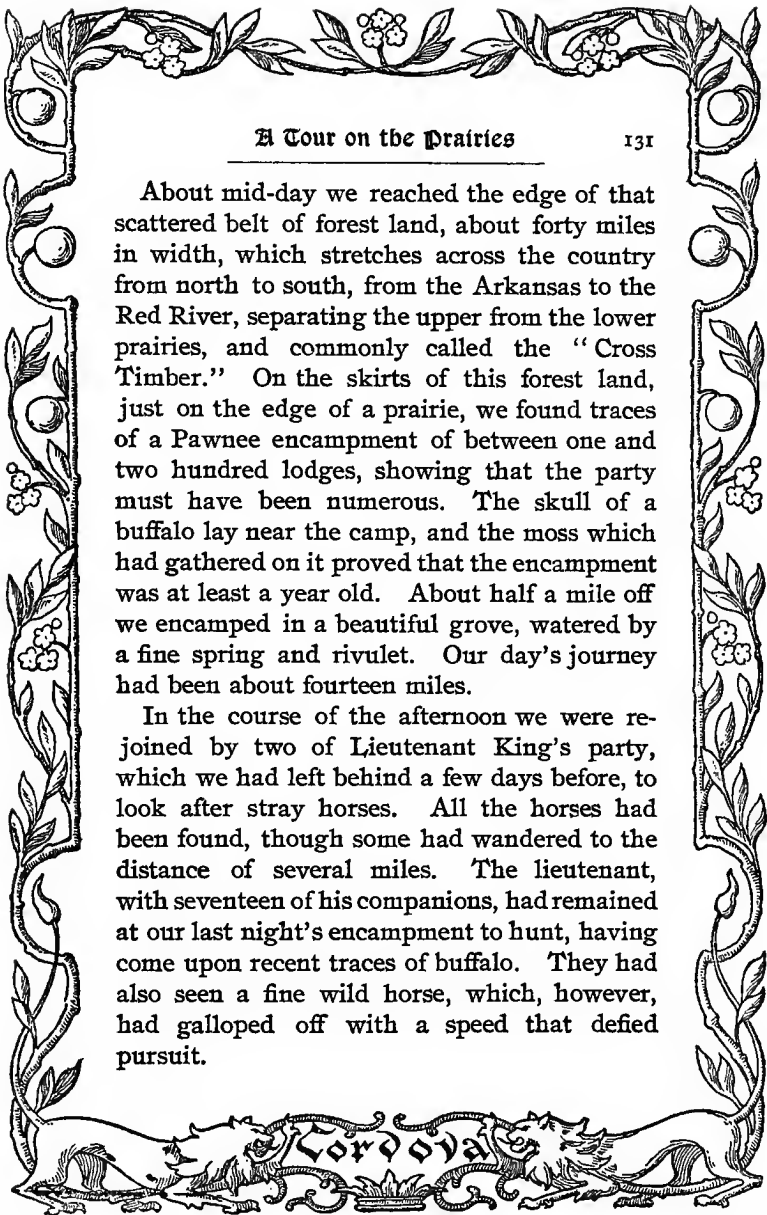 A Tour on the Prairies 131
About mid-day we reached the edge of that
scattered belt of forest land, about forty miles
in width, which stretches across the country
from north to south, from the Arkansas to the
Red River, separating the upper from the lower
prairies, and commonly called the “Cross
Timber.” On the skirts of this forest land,
just on the edge of a prairie, we found traces
of a Pawnee encampment of between one and
two hundred lodges, showing that the party
must have been numerous. The skull of a
buffalo lay near the camp, and the moss which
had gathered on it proved that the encampment
was at least a year old. About half a mile off
we encamped in a beautiful grove, watered by
a fine spring and rivulet. Our day's journey
had been about fourteen miles.
In the course of the afternoon we were re-
joined by two of Lieutenant King's party,
which we had left behind a few days before, to
look after stray horses. All the horses had
been found, though some had wandered to the
distance of several miles. The lieutenant,
with seventeen of his companions, had remained
at our last night's encampment to hunt, having
come upon recent traces of buffalo. They had
also seen a fine wild horse, which, however,
had galloped off with a speed that defied
pursuit.
Cordova